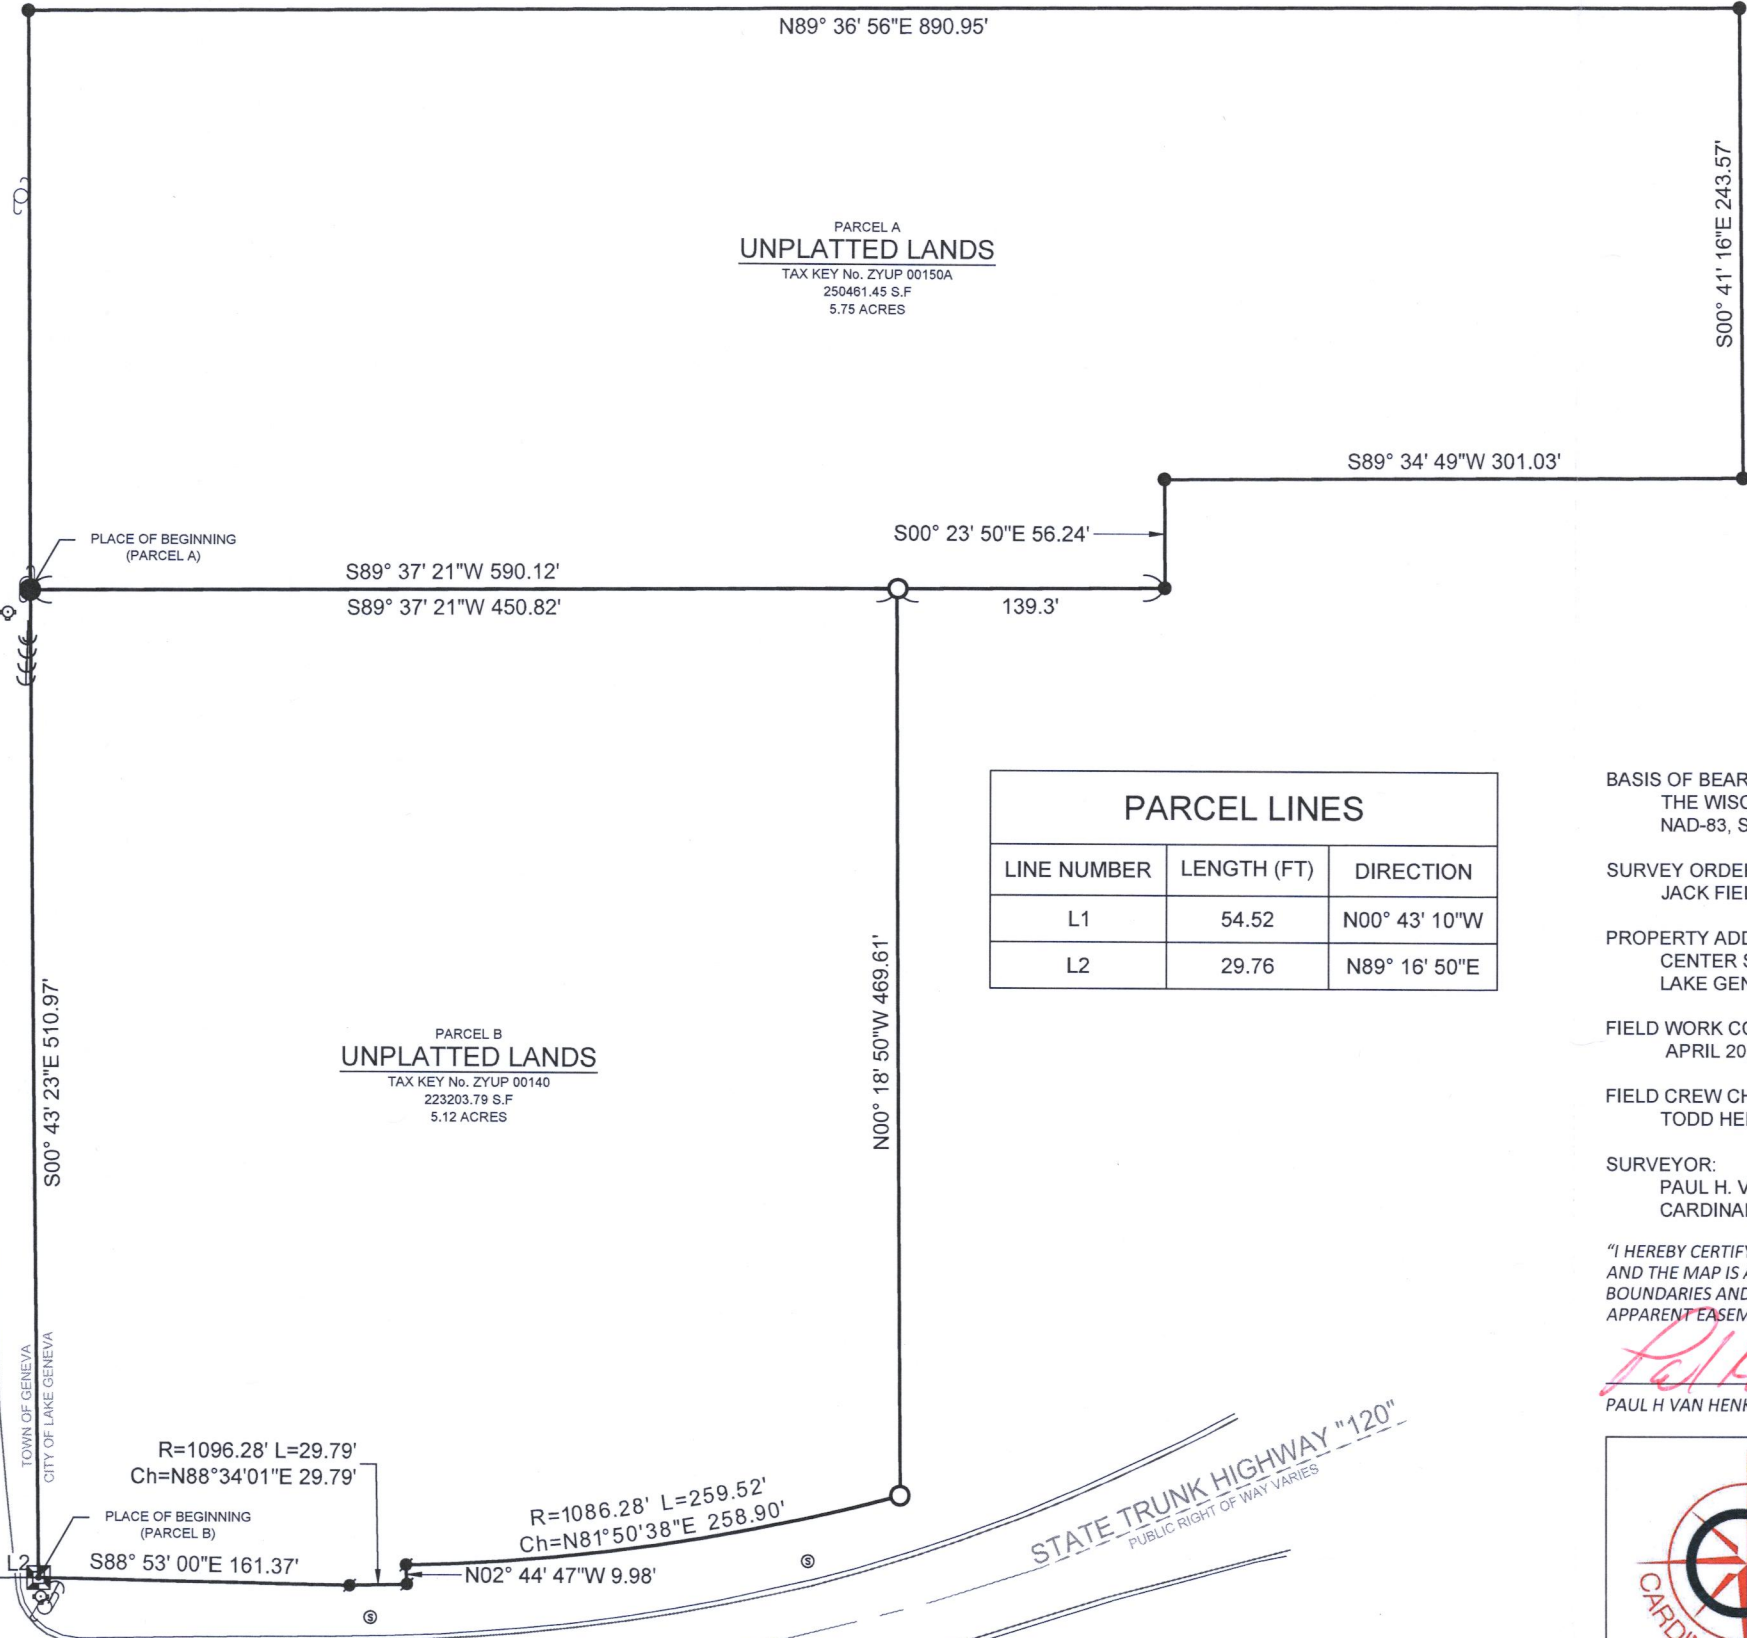 N89° 36' 56"E 890.95'
S00° 41' 16"E 243.57'
PARCEL A
UNPLATTED LANDS
TAX KEY No. ZYUP 00150A
250461.45 S.F
5.75 ACRES
S89° 34' 49"W 301.03'
S00° 23' 50"E 56.24'
PLACE OF BEGINNING
(PARCEL A)
S89° 37' 21"W 590.12'
S89° 37' 21"W 450.82'
139.3'
PARCEL LINES
LINE NUMBER LENGTH (FT) DIRECTION
L1 54.52 N00° 43' 10"W
L2 29.76 N89° 16' 50"E
S00° 43' 23"E 510.97'
PARCEL B
UNPLATTED LANDS
TAX KEY No. ZYUP 00140
223203.79 S.F
5.12 ACRES
N00° 18' 50"W 469.61'
TOWN OF GENEVA
CITY OF LAKE GENEVA
R=1096.28' L=29.79'
Ch=N88°34'01"E 29.79'
PLACE OF BEGINNING
(PARCEL B)
L2
S88° 53' 00"E 161.37'
R=1086.28' L=259.52'
Ch=N81°50'38"E 258.90'
N02° 44' 47"W 9.98'
S
S
STATE TRUNK HIGHWAY "120"
PUBLIC RIGHT OF WAY VARIES
BASIS OF BEAR
THE WISC
NAD-83, S
SURVEY ORDE
JACK FIE
PROPERTY ADD
CENTER S
LAKE GEN
FIELD WORK CO
APRIL 20
FIELD CREW CH
TODD HE
SURVEYOR:
PAUL H. V
CARDINA
"I HEREBY CERTIFY
AND THE MAP IS A
BOUNDARIES AND
APPARENT EASEM
PAUL H VAN HEN
CARDI